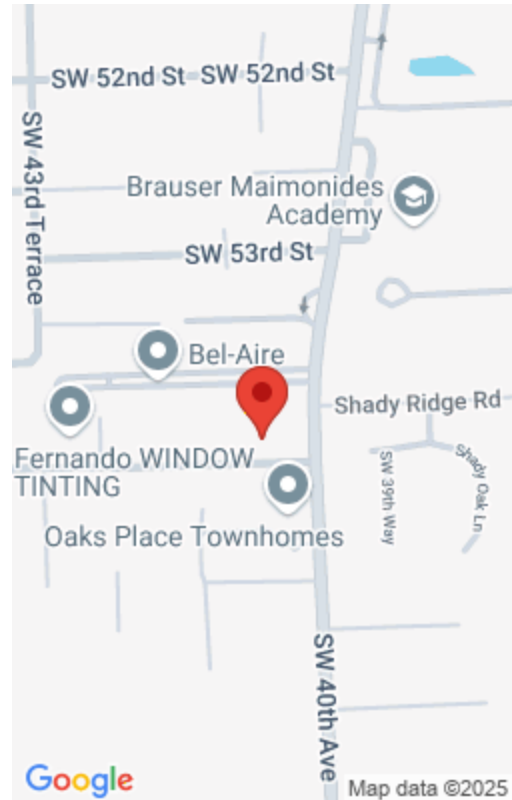 SW 52nd St
SW 52nd St
SW 43rd Terrace
Brauser Maimonides
Academy
SW 53rd St
Bel-Aire
Shady Ridge Rd
Fernando WINDOW
TINTING
SW 39th Way
Shady Oak Ln
Oaks Place Townhomes
SW 40th Ave
Google
Map data ©2025